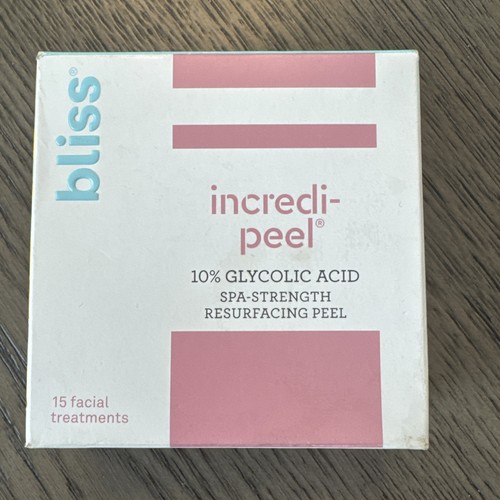 bliss®
incredi-
peel®
10% GLYCOLIC ACID
SPA-STRENGTH
RESURFACING PEEL
15 facial
treatments